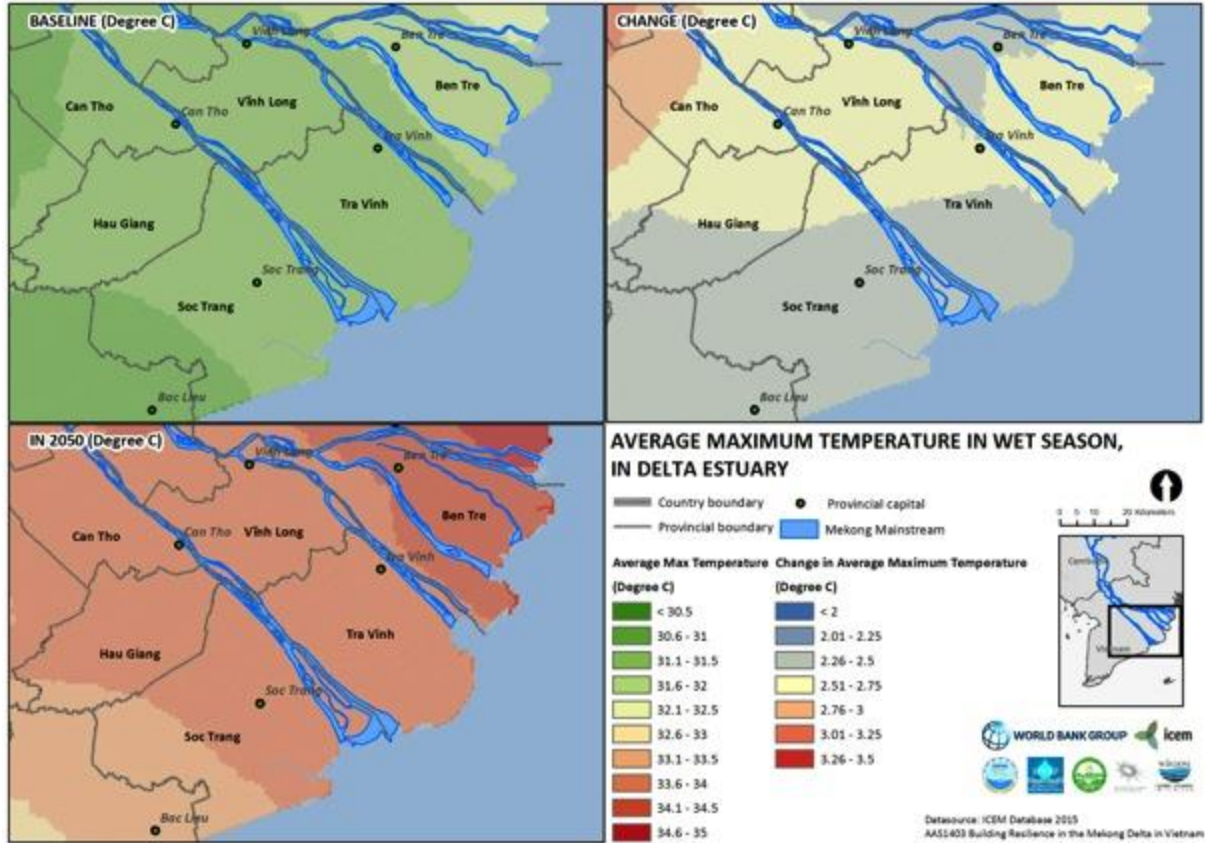 BASELINE (Degree C)
Vinh Long
Ben Tre
Ben Tre
Can Tho
Vĩnh Long
Can Tho
Tra Vinh
Tra Vinh
Hau Giang
Soc Trang
Soc Trang
Bac Lieu
CHANGE (Degree C)
Vinh Long
Ben Tre
Ben Tre
Can Tho
Vĩnh Long
Can Tho
Tra Vinh
Tra Vinh
Hau Giang
Soc Trang
Soc Trang
Bac Lieu
IN 2050 (Degree C)
Vinh Long
Ben Tre
Ben Tre
Can Tho
Can Tho
Vĩnh Long
Tra Vinh
Tra Vinh
Hau Giang
Soc Trang
Soc Trang
Bac Lieu
AVERAGE MAXIMUM TEMPERATURE IN WET SEASON,
IN DELTA ESTUARY
Country boundary
Provincial capital
Provincial boundary
Mekong Mainstream
0 5 10 20 Kilometers
Average Max Temperature
(Degree C)
< 30.5
30.6 - 31
31.1 - 31.5
31.6 - 32
32.1 - 32.5
32.6 - 33
33.1 - 33.5
33.6 - 34
34.1 - 34.5
34.6 - 35
Change in Average Maximum Temperature
(Degree C)
< 2
2.01 - 2.25
2.26 - 2.5
2.51 - 2.75
2.76 - 3
3.01 - 3.25
3.26 - 3.5
Cambodia
Vietnam
WORLD BANK GROUP
icem
Datasource: ICEM Database 2015
AAS1403 Building Resilience in the Mekong Delta in Vietnam